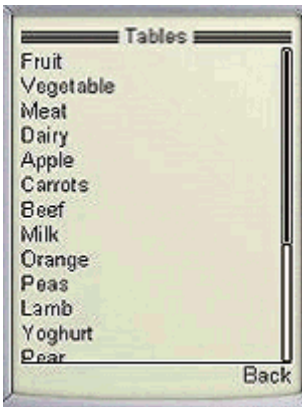 Tables
Fruit
Vegetable
Meat
Dairy
Apple
Carrots
Beef
Milk
Orange
Peas
Lamb
Yoghurt
Pear
Back